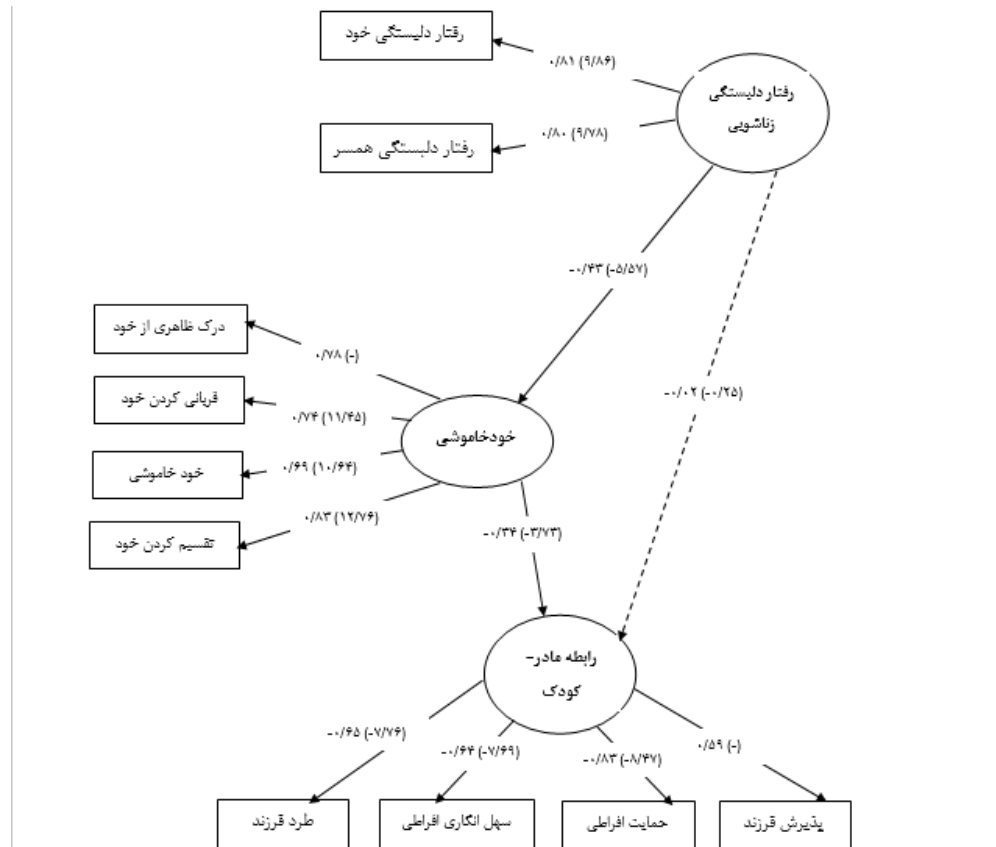 رفتار دلبستگی خود
۰/۸۱ (۹/۸۶)
رفتار دلبستگی
زناشویی
رفتار دلبستگی همسر
۰/۸۰ (۹/۷۸)
-۰/۴۳ (-۵/۵۷)
درک ظاهری از خود
۰/۷۸ (-)
قربانی کردن خود
۰/۷۴ (۱۱/۴۵)
-۰/۰۲ (-۰/۲۵)
خودخاموشی
خود خاموشی
۰/۶۹ (۱۰/۶۴)
تقسیم کردن خود
۰/۸۳ (۱۲/۷۶)
-۰/۳۴ (-۳/۷۳)
رابطه مادر-
کودک
-۰/۶۵ (-۷/۷۶)
-۰/۶۴ (-۷/۶۹)
-۰/۸۳ (-۸/۴۷)
۰/۵۹ (-)
پذیرش فرزند
حمایت افراطی
سهل انگاری افراطی
طرد فرزند